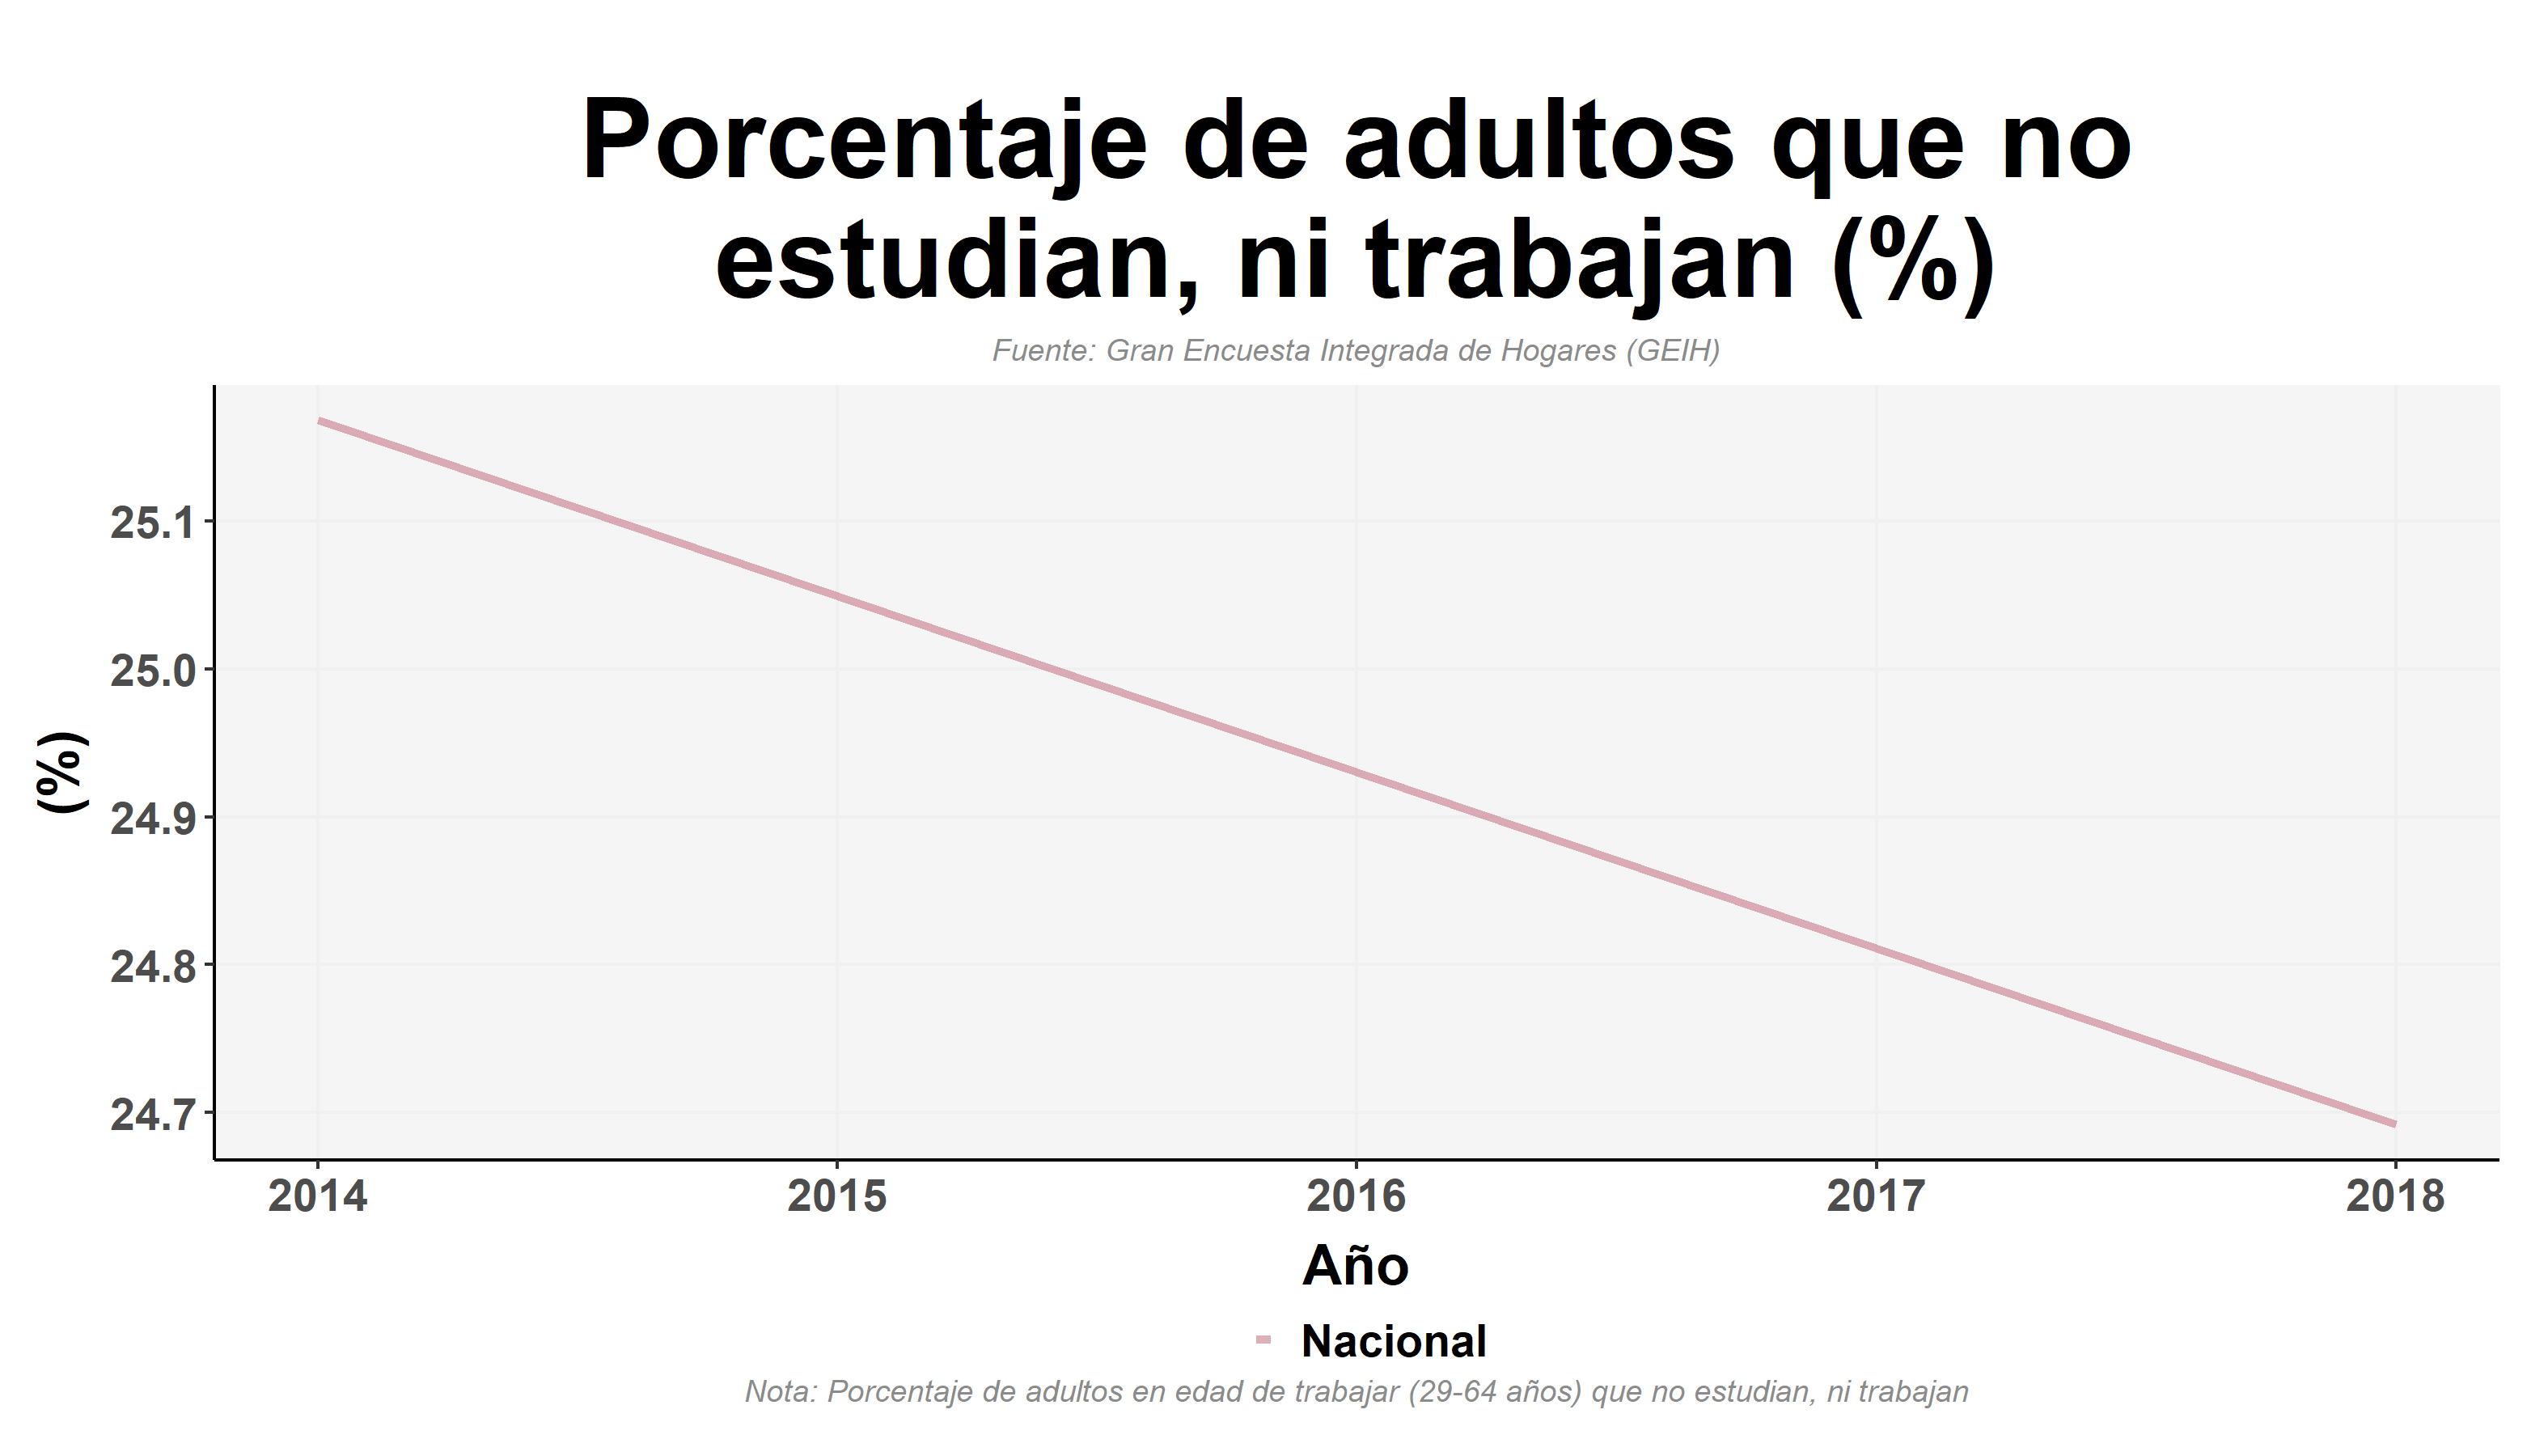 Porcentaje de adultos que no
estudian, ni trabajan (%)
Fuente: Gran Encuesta Integrada de Hogares (GEIH)
25.1
25.0
24.9
24.8
24.7
(%)
2014 2015 2016 2017 2018
Año
Nacional
Nota: Porcentaje de adultos en edad de trabajar (29-64 años) que no estudian, ni trabajan